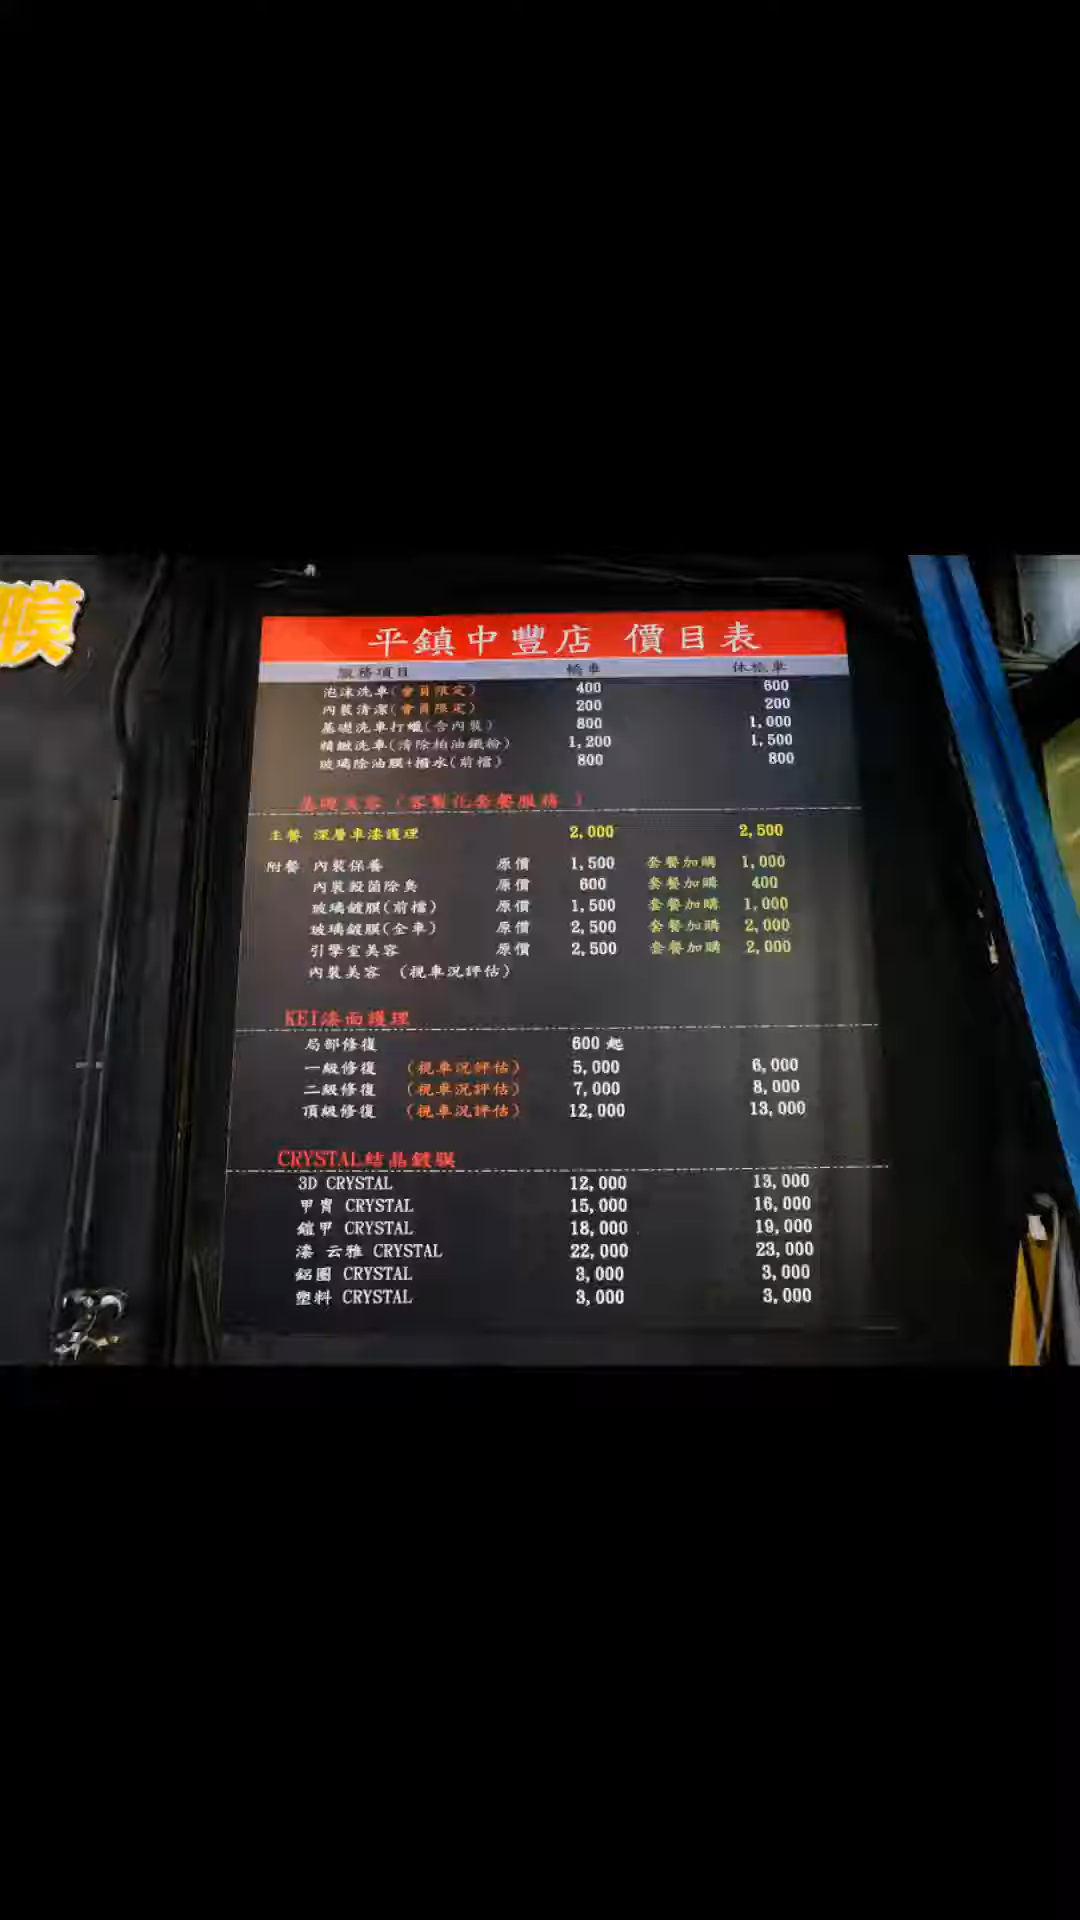 膜
平鎮中豐店 價目表
服務項目 轎車 休旅車
泡沫洗車(會員限定) 400 600
內裝清潔(會員限定) 200 200
基礎洗車打蠟(含內裝) 800 1,000
精緻洗車(清除柏油鐵粉) 1,200 1,500
玻璃除油膜+撥水(前檔) 800 800
基礎美容(客製化套餐服務 )
主餐 深層車漆護理 2,000 2,500
附餐 內裝保養 原價 1,500 套餐加購 1,000
內裝殺菌除臭 原價 600 套餐加購 400
玻璃鍍膜(前檔) 原價 1,500 套餐加購 1,000
玻璃鍍膜(全車) 原價 2,500 套餐加購 2,000
引擎室美容 原價 2,500 套餐加購 2,000
內裝美容 (視車況評估)
KEI漆面護理
局部修復 600 起
一級修復 (視車況評估) 5,000 6,000
二級修復 (視車況評估) 7,000 8,000
頂級修復 (視車況評估) 12,000 13,000
CRYSTAL結晶鍍膜
3D CRYSTAL 12,000 13,000
甲冑 CRYSTAL 15,000 16,000
鎧甲 CRYSTAL 18,000 19,000
漆 云雅 CRYSTAL 22,000 23,000
鋁圈 CRYSTAL 3,000 3,000
塑料 CRYSTAL 3,000 3,000